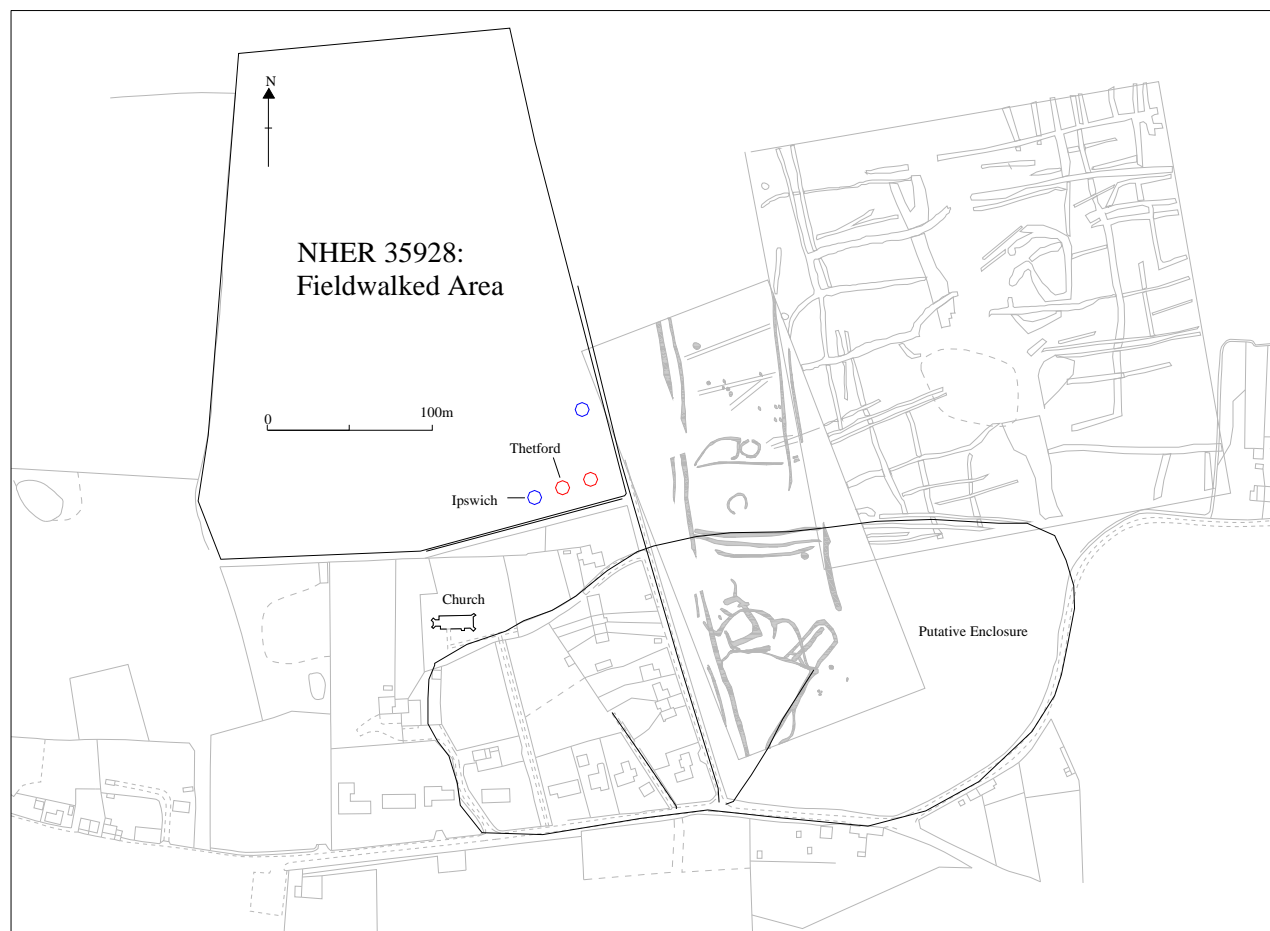 N
NHER 35928:
Fieldwalked Area
0 100m
Thetford
Ipswich
Church
Putative Enclosure